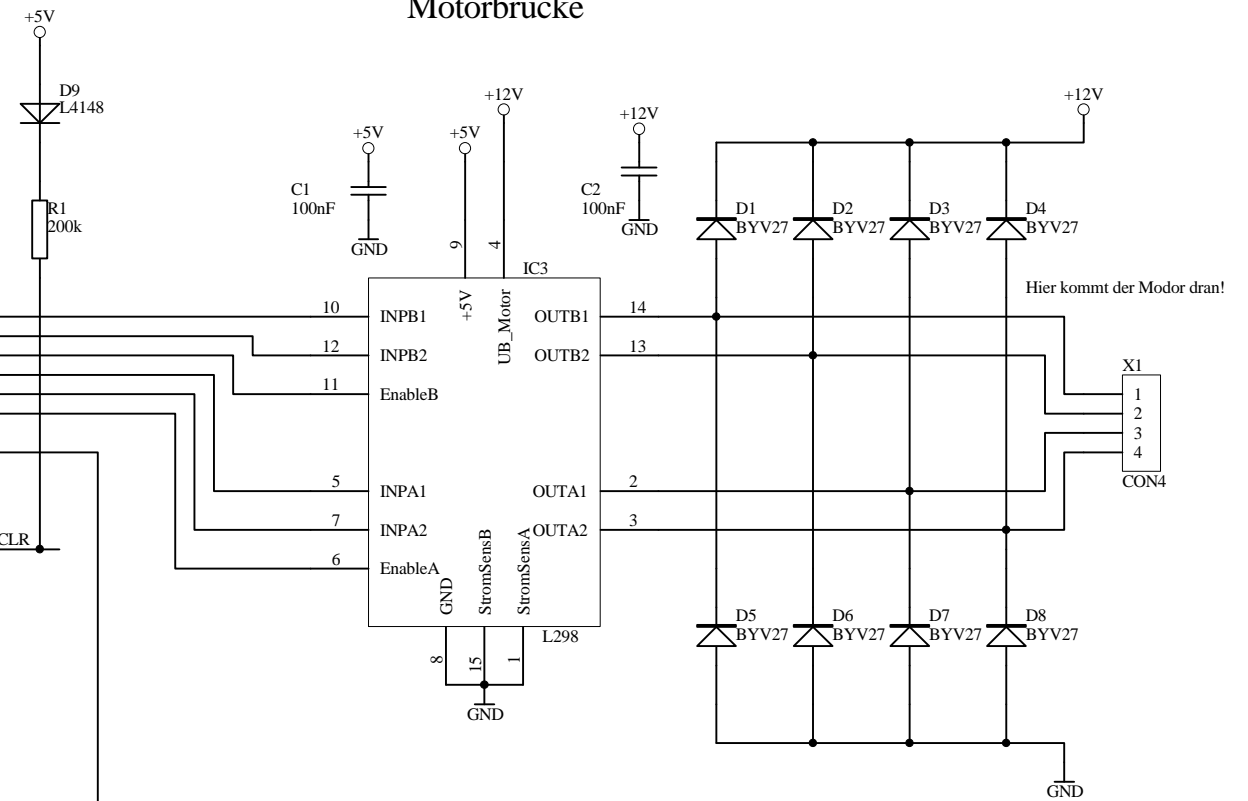 Motorbrücke
+5V
D9
L4148
R1
200k
CLR
+5V
C1
100nF
GND
+5V
+12V
+12V
C2
100nF
GND
+12V
D1
BYV27
D2
BYV27
D3
BYV27
D4
BYV27
Hier kommt der Modor dran!
9
4
IC3
+5V
UB_Motor
10
INPB1
12
INPB2
11
EnableB
5
INPA1
7
INPA2
6
EnableA
OUTB1
14
OUTB2
13
OUTA1
2
OUTA2
3
GND
StromSensB
StromSensA
8
15
1
L298
GND
X1
1
2
3
4
CON4
D5
BYV27
D6
BYV27
D7
BYV27
D8
BYV27
GND